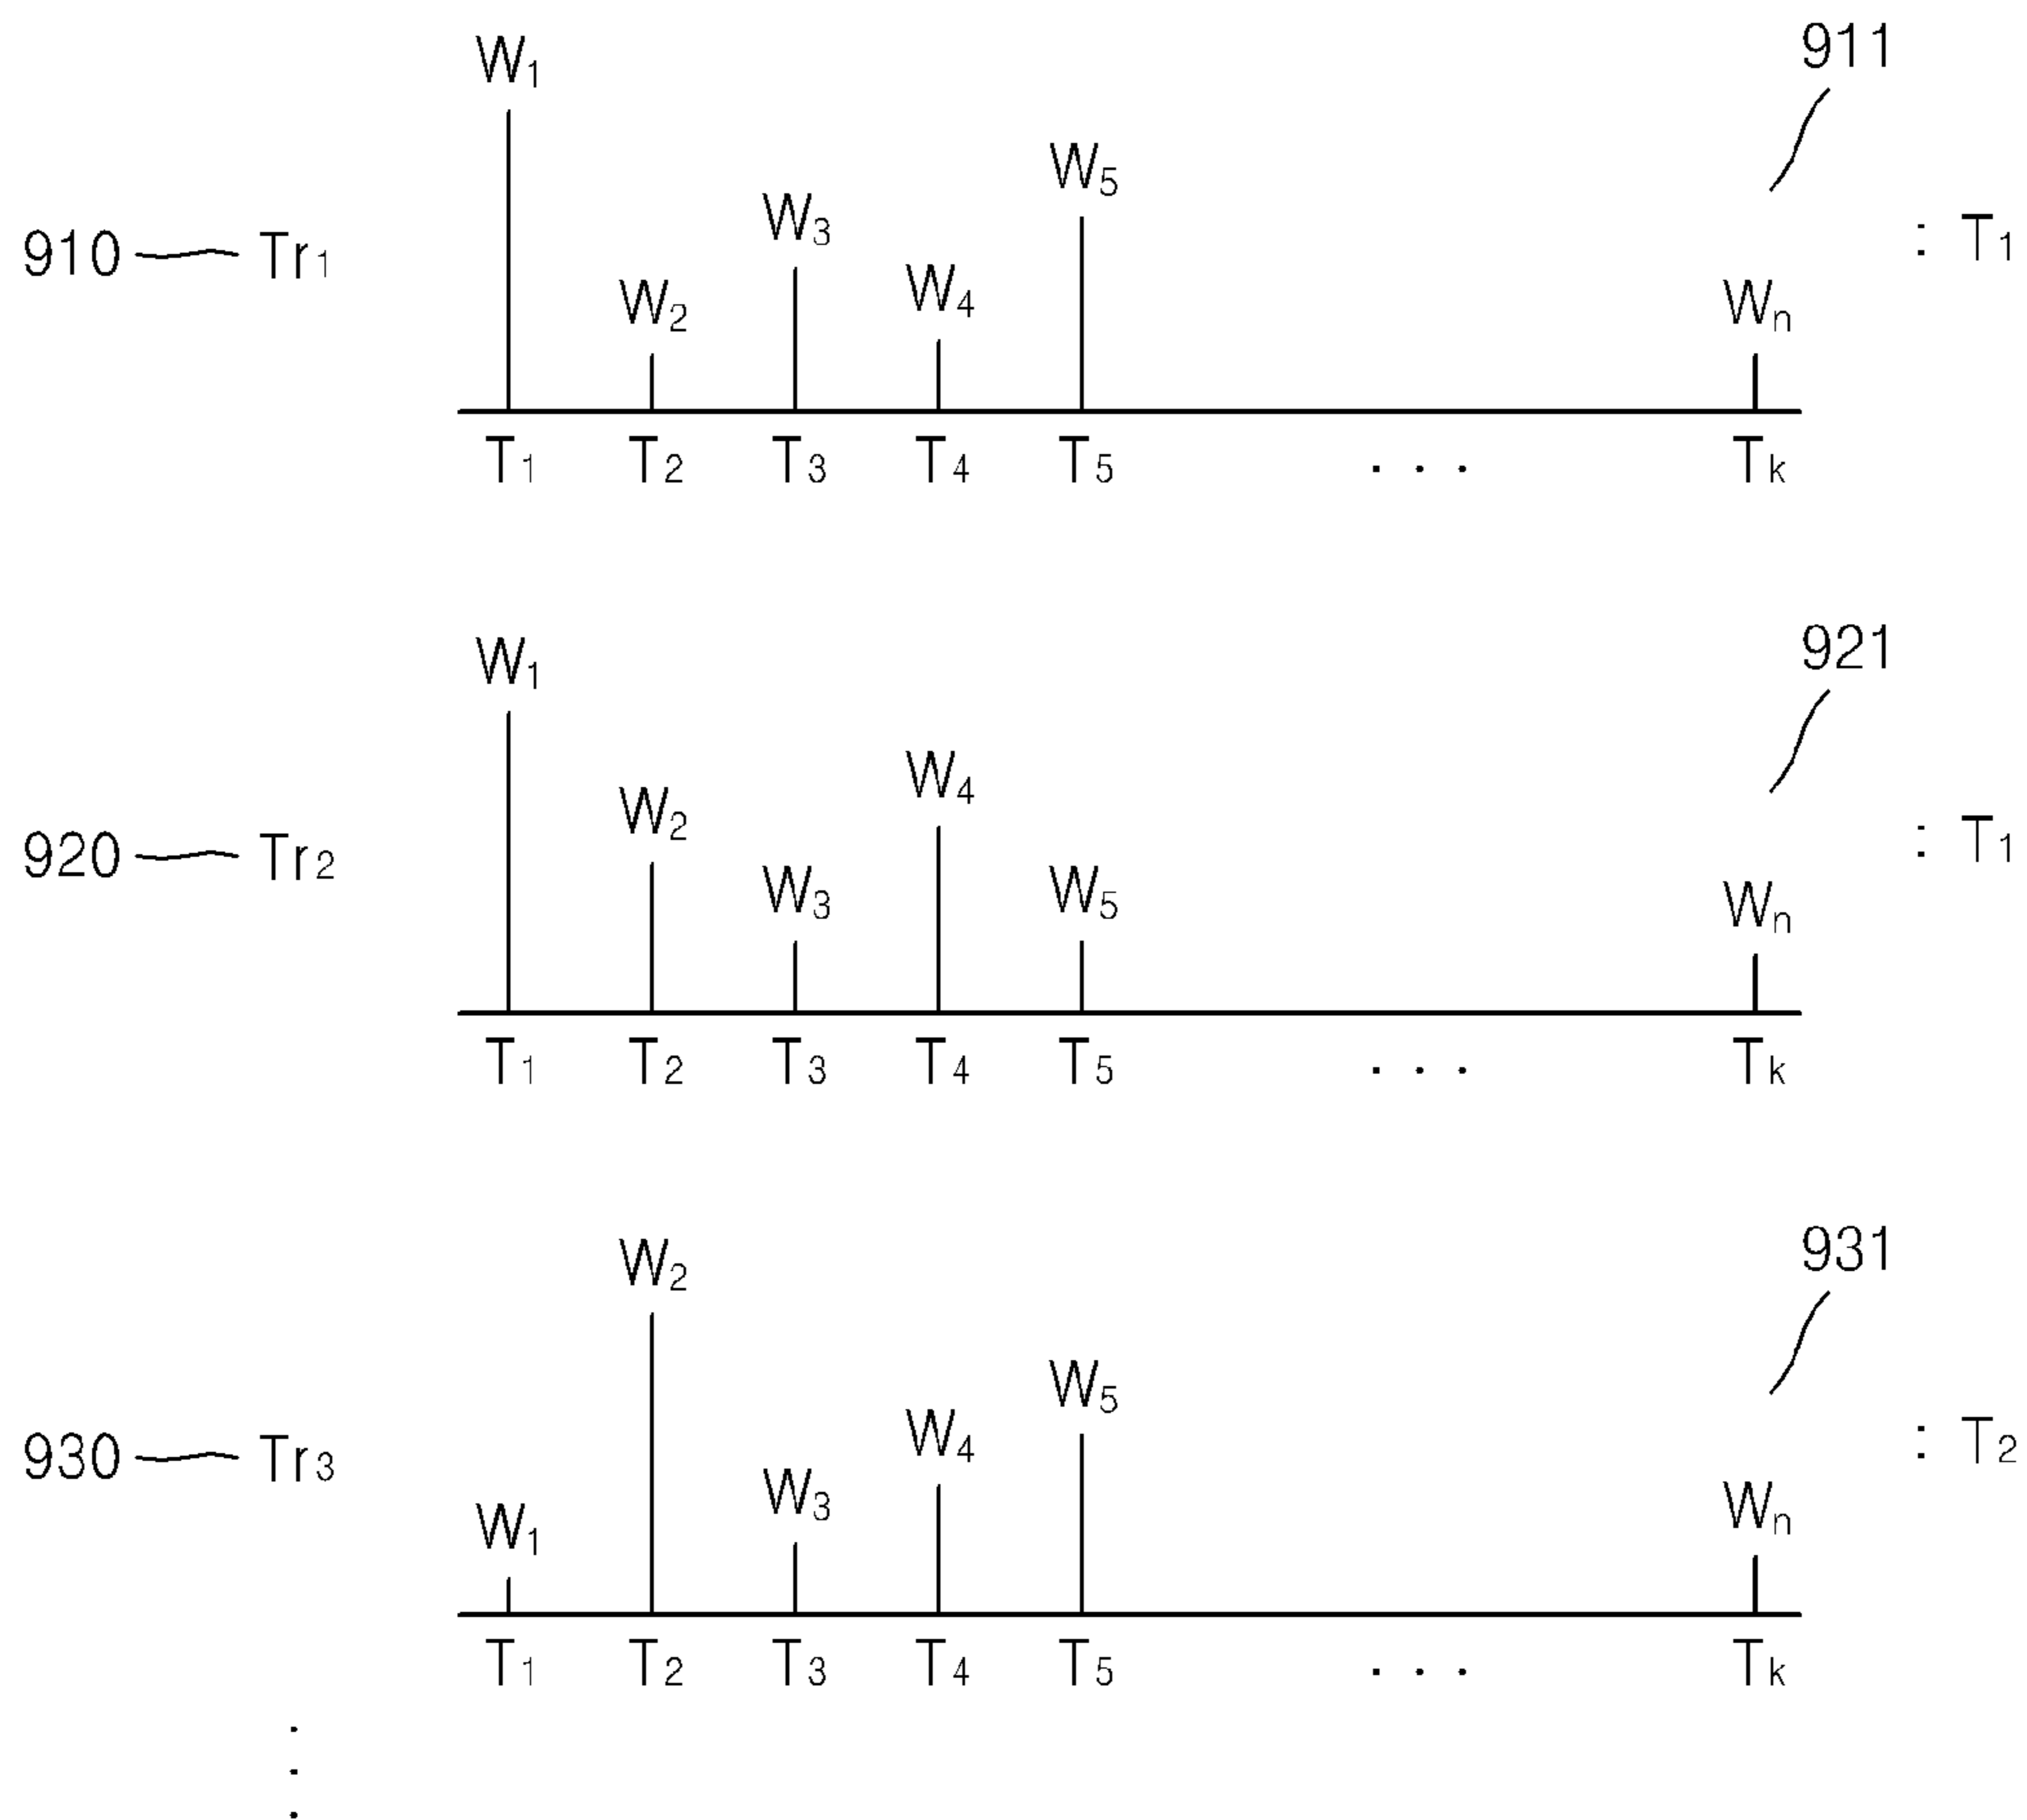 911
W1
W5
W3
910 Tr1 : T1
W4
W2 Wn
T1 T2 T3 T4 T5 ... Tk
921
W1
W4
W2
920 Tr2 : T1
W3 W5 Wn
T1 T2 T3 T4 T5 ... Tk
931
W2
W5
W4
930 Tr3 : T2
W3
Wn
W1
T1 T2 T3 T4 T5 ... Tk